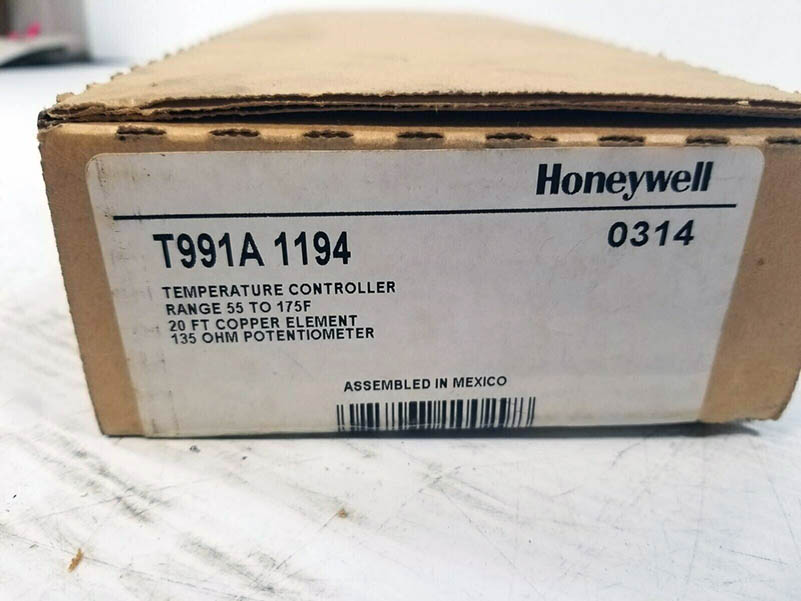 Honeywell
T991A 1194
0314
TEMPERATURE CONTROLLER
RANGE 55 TO 175F
20 FT COPPER ELEMENT
135 OHM POTENTIOMETER
ASSEMBLED IN MEXICO